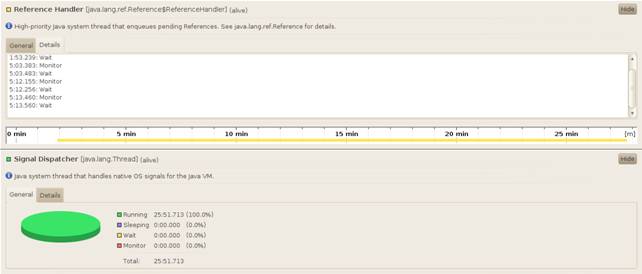 Reference Handler [java.lang.ref.Reference$ReferenceHandler] (alive)
Hide
High-priority Java system thread that enqueues pending References. See java.lang.ref.Reference for details.
General Details
1:53.239: Wait
5:03.383: Monitor
5:03.483: Wait
5:12.155: Monitor
5:12.256: Wait
5:13.460: Monitor
5:13.560: Wait
0 min 5 min 10 min 15 min 20 min 25 min [m]
Signal Dispatcher [java.lang.Thread] (alive)
Hide
Java system thread that handles native OS signals for the Java VM.
General Details
Running 25:51.713 (100.0%)
Sleeping 0:00.000 (0.0%)
Wait 0:00.000 (0.0%)
Monitor 0:00.000 (0.0%)
Total: 25:51.713